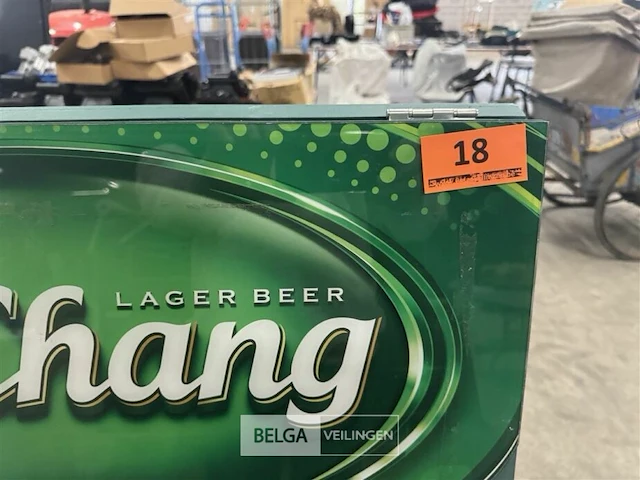 18
LAGER BEER
Chang
BELGA VEILINGEN